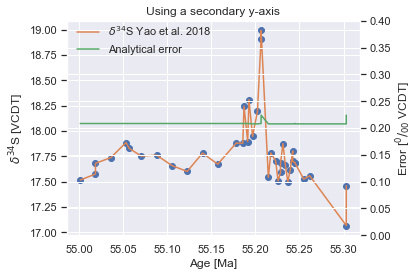 Using a secondary y-axis
δ³⁴S Yao et al. 2018
Analytical error
δ³⁴S [VCDT]
19.00
18.75
18.50
18.25
18.00
17.75
17.50
17.25
17.00
0.40
0.35
0.30
0.25
0.20
0.15
0.10
0.05
0.00
Error [⁰/₀₀ VCDT]
55.00 55.05 55.10 55.15 55.20 55.25 55.30
Age [Ma]